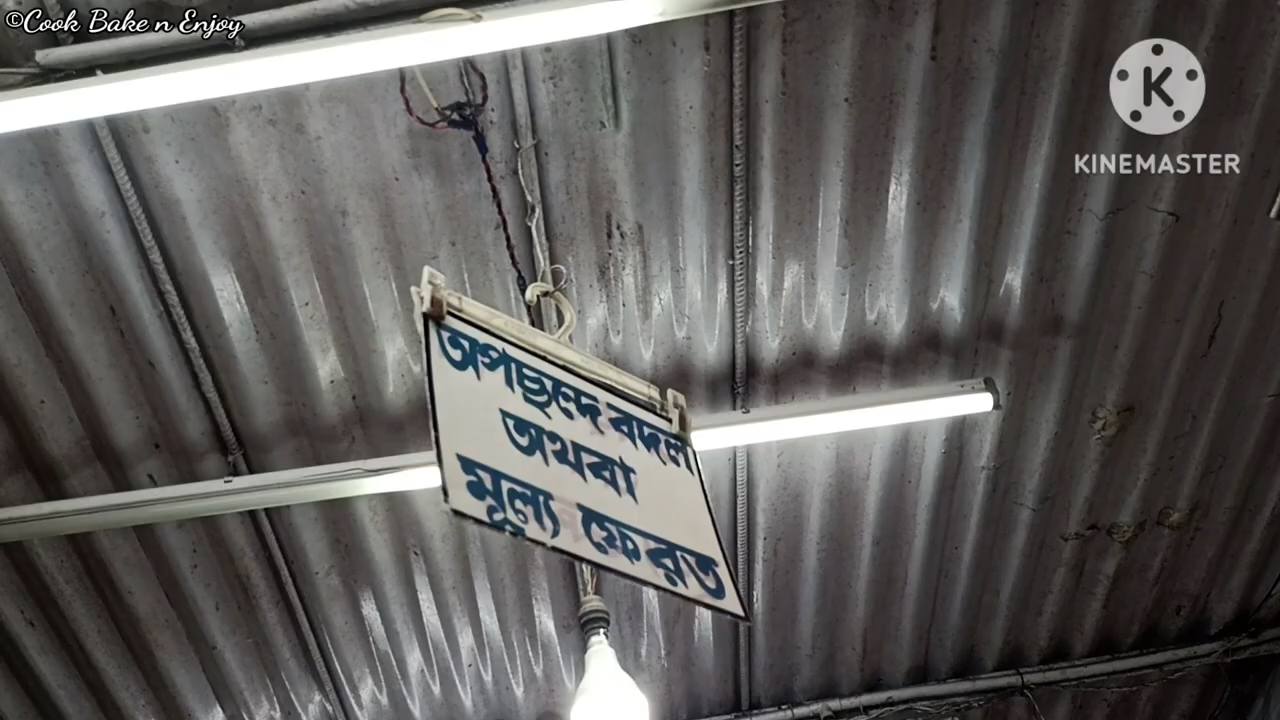 ©Cook Bake n Enjoy
K
KINEMASTER
অপছন্দে বদল
অথবা
মূল্য ফেরত